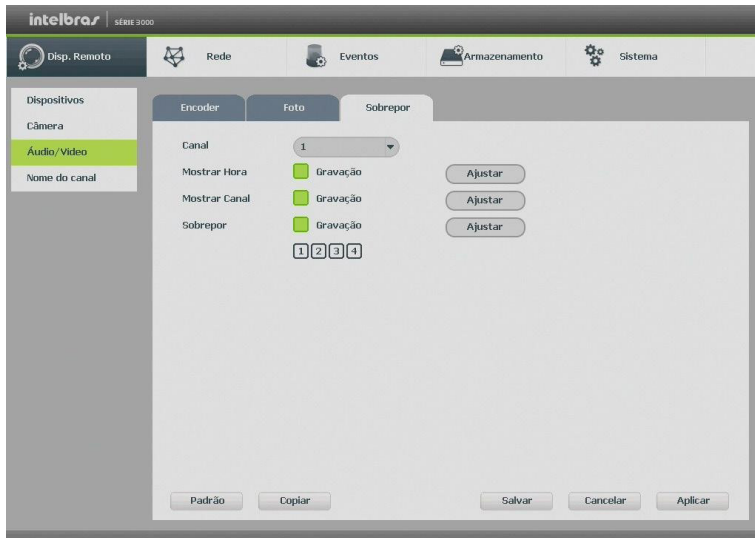 intelbras SÉRIE 3000
Disp. Remoto Rede Eventos Armazenamento Sistema
Dispositivos
Câmera
Áudio/Vídeo
Nome do canal
Encoder Foto Sobrepor
Canal 1
Mostrar Hora Gravação Ajustar
Mostrar Canal Gravação Ajustar
Sobrepor Gravação Ajustar
1 2 3 4
Padrão Copiar Salvar Cancelar Aplicar